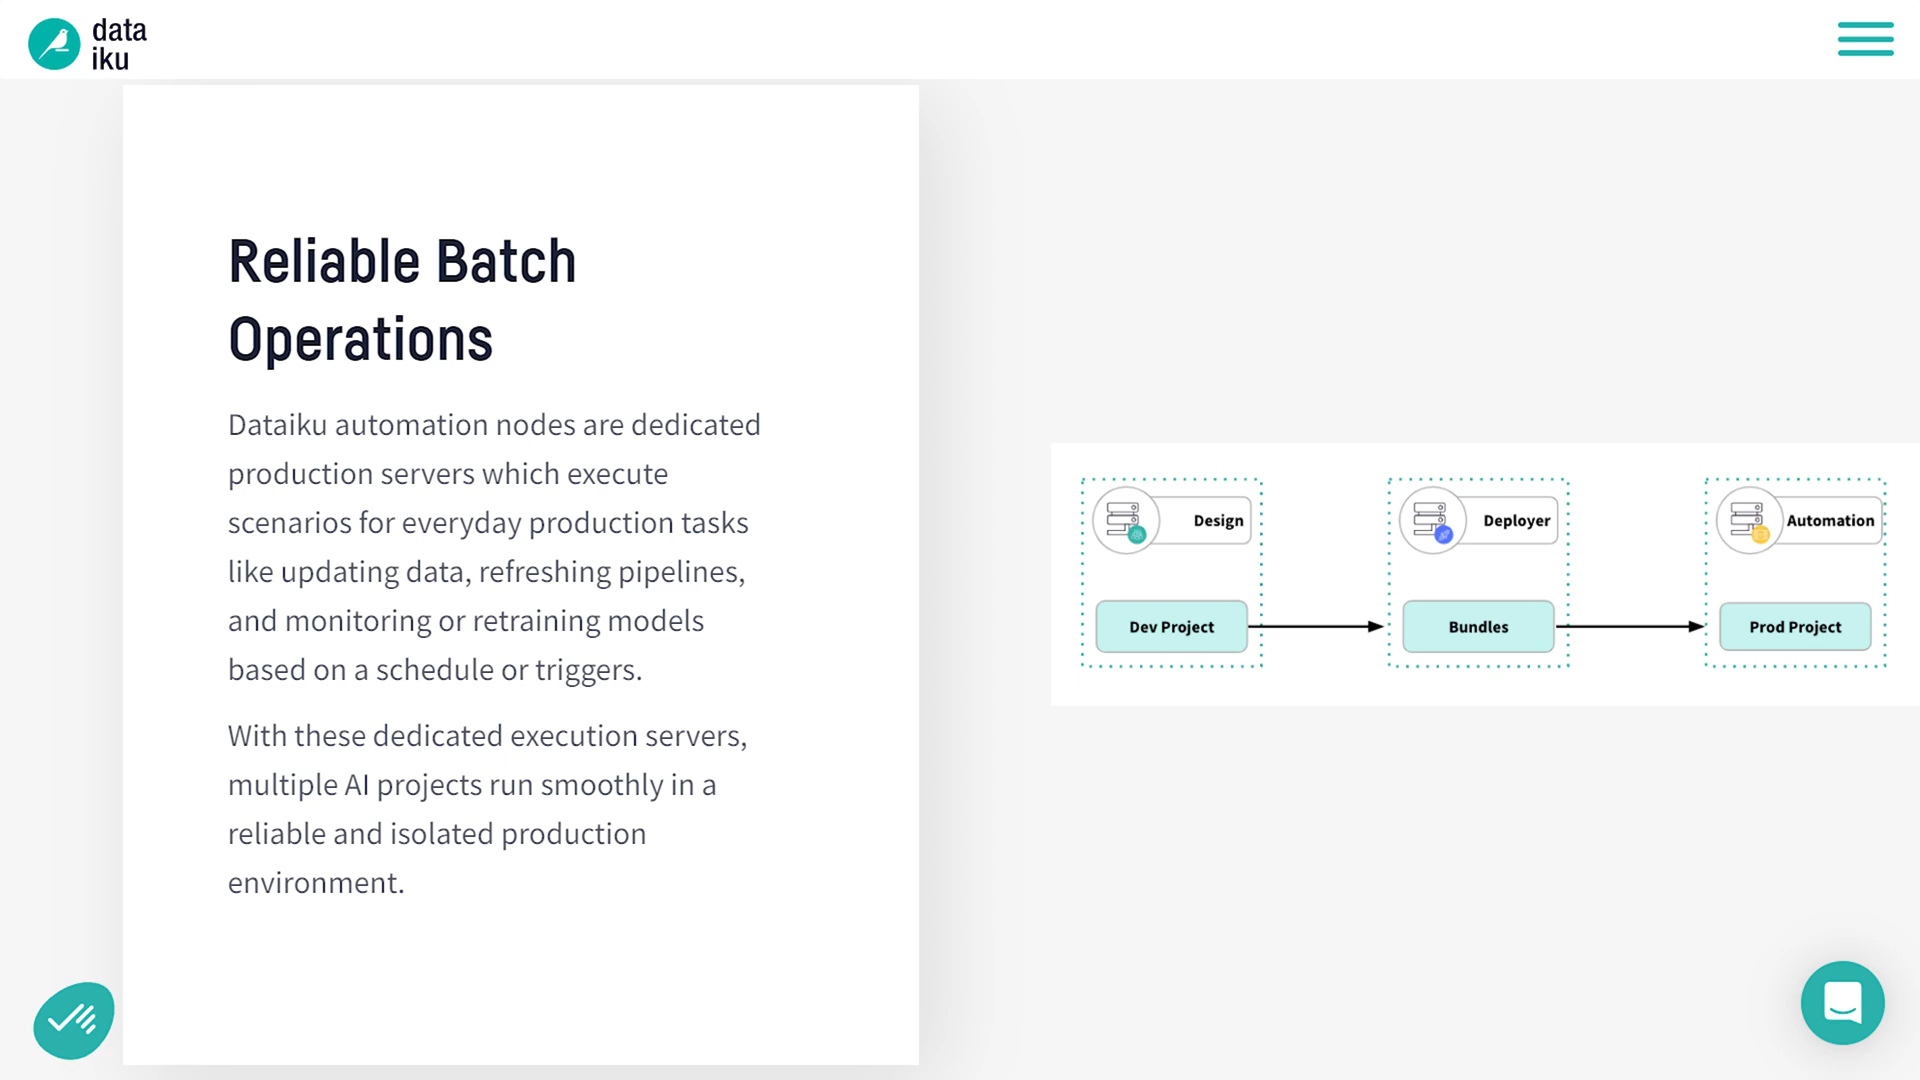 data
iku
Reliable Batch
Operations
Dataiku automation nodes are dedicated
production servers which execute
scenarios for everyday production tasks
like updating data, refreshing pipelines,
and monitoring or retraining models
based on a schedule or triggers.
With these dedicated execution servers,
multiple AI projects run smoothly in a
reliable and isolated production
environment.
Design
Deployer
Automation
Dev Project
Bundles
Prod Project